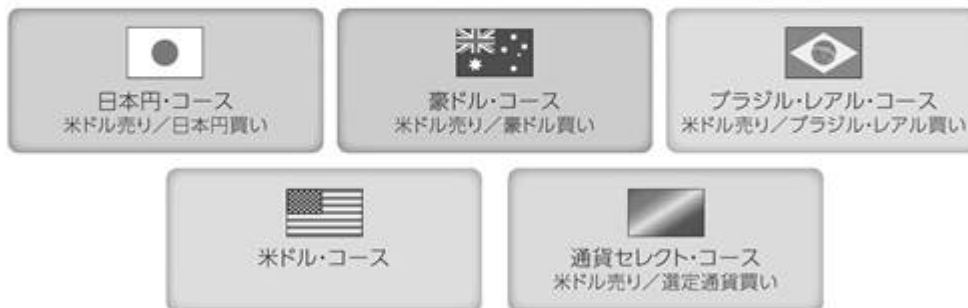 日本円・コース
米ドル売り／日本円買い
豪ドル・コース
米ドル売り／豪ドル買い
ブラジル・レアル・コース
米ドル売り／ブラジル・レアル買い
米ドル・コース
通貨セレクト・コース
米ドル売り／選定通貨買い